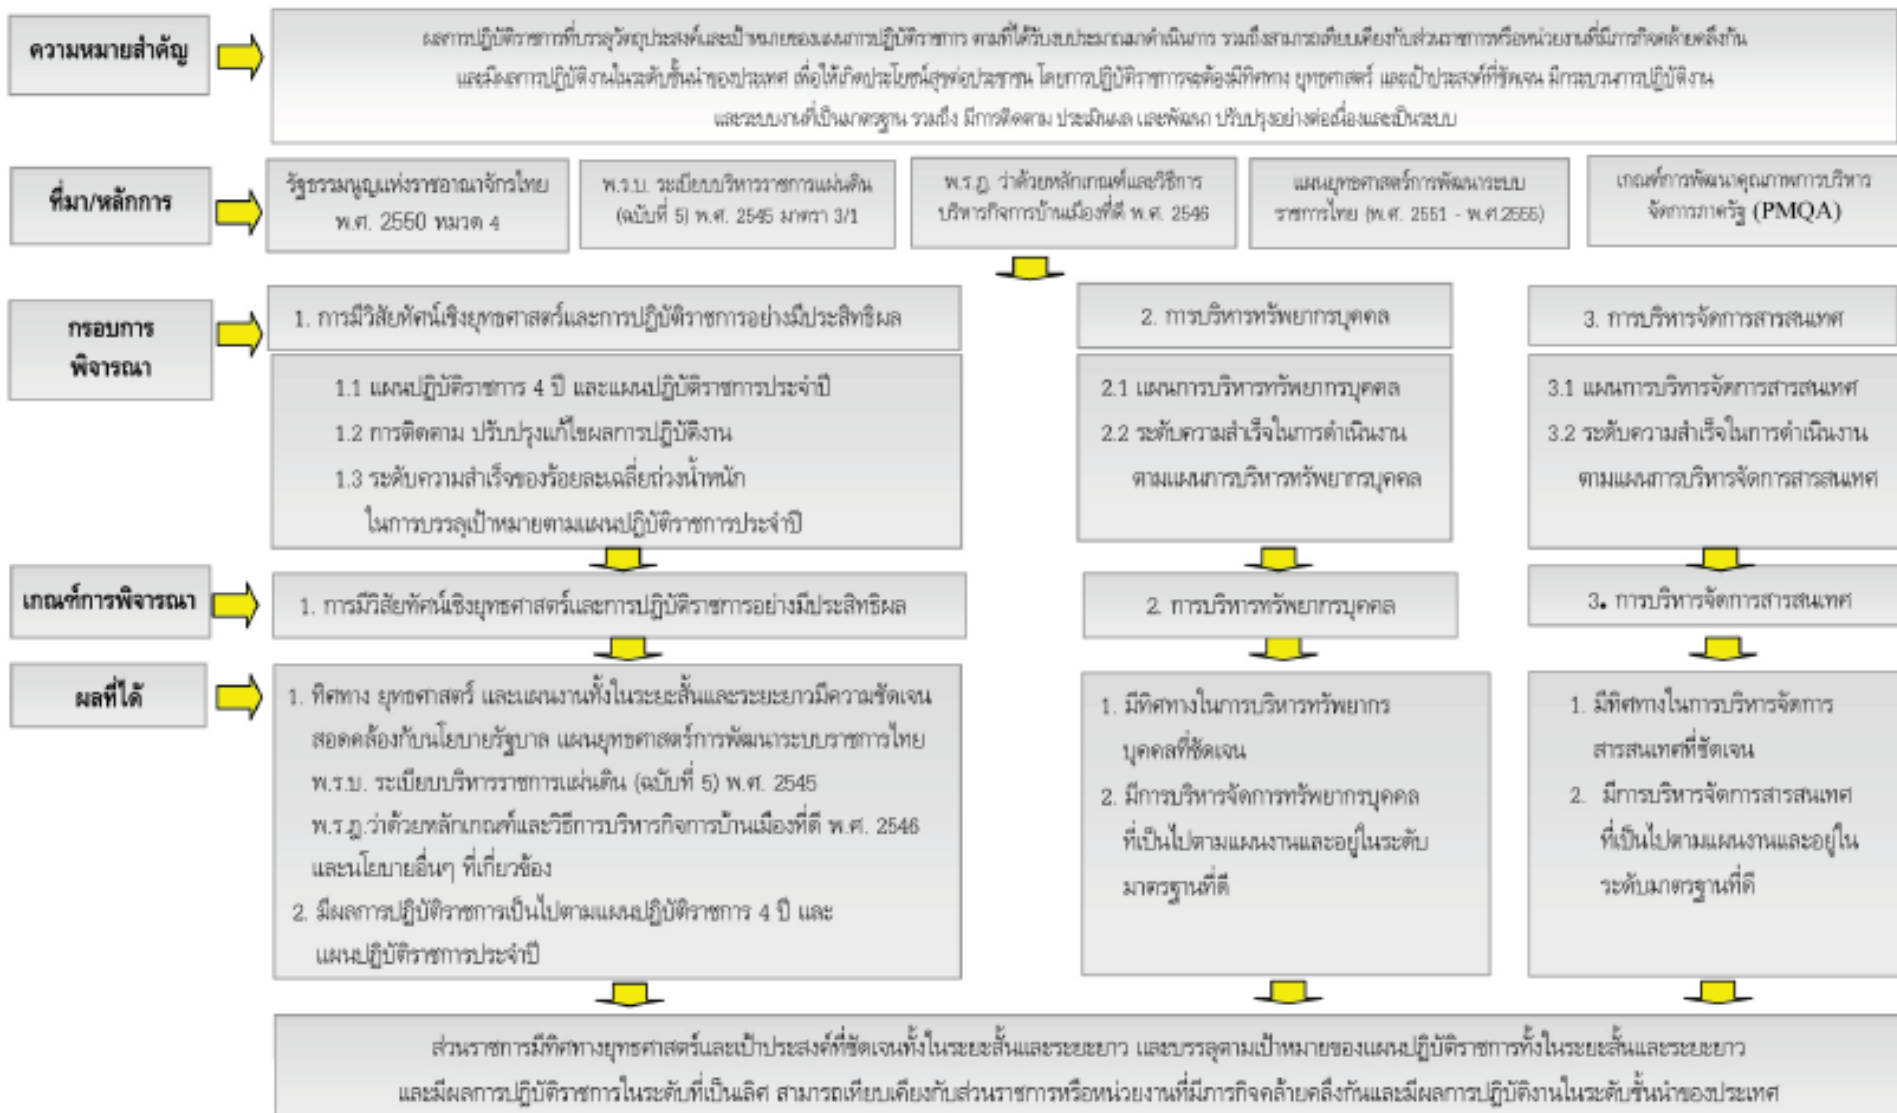 ความหมายสำคัญ
ผลการปฏิบัติราชการที่บรรลุวัตถุประสงค์และเป้าหมายของแผนการปฏิบัติราชการ ตามที่ได้รับงบประมาณมาดำเนินการ รวมถึงสามารถเทียบเคียงกับส่วนราชการหรือหน่วยงานที่มีภารกิจคล้ายคลึงกัน
และมีผลการปฏิบัติงานในระดับชั้นนำของประเทศ เพื่อให้เกิดประโยชน์สุขต่อประชาชน โดยการปฏิบัติราชการจะต้องมีทิศทาง ยุทธศาสตร์ และเป้าประสงค์ที่ชัดเจน มีกระบวนการปฏิบัติงาน
และระบบงานที่เป็นมาตรฐาน รวมถึง มีการติดตาม ประเมินผล และพัฒนา ปรับปรุงอย่างต่อเนื่องและเป็นระบบ
ที่มา/หลักการ
รัฐธรรมนูญแห่งราชอาณาจักรไทย
พ.ศ. 2550 หมวด 4
พ.ร.บ. ระเบียบบริหารราชการแผ่นดิน
(ฉบับที่ 5) พ.ศ. 2545 มาตรา 3/1
พ.ร.ฎ. ว่าด้วยหลักเกณฑ์และวิธีการ
บริหารกิจการบ้านเมืองที่ดี พ.ศ. 2546
แผนยุทธศาสตร์การพัฒนาระบบ
ราชการไทย (พ.ศ. 2551 - พ.ศ.2555)
เกณฑ์การพัฒนาคุณภาพการบริหาร
จัดการภาครัฐ (PMQA)
กรอบการ
พิจารณา
1. การมีวิสัยทัศน์เชิงยุทธศาสตร์และการปฏิบัติราชการอย่างมีประสิทธิผล
1.1 แผนปฏิบัติราชการ 4 ปี และแผนปฏิบัติราชการประจำปี
1.2 การติดตาม ปรับปรุงแก้ไขผลการปฏิบัติงาน
1.3 ระดับความสำเร็จของร้อยละเฉลี่ยถ่วงน้ำหนัก
ในการบรรลุเป้าหมายตามแผนปฏิบัติราชการประจำปี
2. การบริหารทรัพยากรบุคคล
2.1 แผนการบริหารทรัพยากรบุคคล
2.2 ระดับความสำเร็จในการดำเนินงาน
ตามแผนการบริหารทรัพยากรบุคคล
3. การบริหารจัดการสารสนเทศ
3.1 แผนการบริหารจัดการสารสนเทศ
3.2 ระดับความสำเร็จในการดำเนินงาน
ตามแผนการบริหารจัดการสารสนเทศ
เกณฑ์การพิจารณา
1. การมีวิสัยทัศน์เชิงยุทธศาสตร์และการปฏิบัติราชการอย่างมีประสิทธิผล
2. การบริหารทรัพยากรบุคคล
3. การบริหารจัดการสารสนเทศ
ผลที่ได้
1. ทิศทาง ยุทธศาสตร์ และแผนงานทั้งในระยะสั้นและระยะยาวมีความชัดเจน
สอดคล้องกับนโยบายรัฐบาล แผนยุทธศาสตร์การพัฒนาระบบราชการไทย
พ.ร.บ. ระเบียบบริหารราชการแผ่นดิน (ฉบับที่ 5) พ.ศ. 2545
พ.ร.ฎ.ว่าด้วยหลักเกณฑ์และวิธีการบริหารกิจการบ้านเมืองที่ดี พ.ศ. 2546
และนโยบายอื่นๆ ที่เกี่ยวข้อง
2. มีผลการปฏิบัติราชการเป็นไปตามแผนปฏิบัติราชการ 4 ปี และ
แผนปฏิบัติราชการประจำปี
1. มีทิศทางในการบริหารทรัพยากร
บุคคลที่ชัดเจน
2. มีการบริหารจัดการทรัพยากรบุคคล
ที่เป็นไปตามแผนงานและอยู่ในระดับ
มาตรฐานที่ดี
1. มีทิศทางในการบริหารจัดการ
สารสนเทศที่ชัดเจน
2. มีการบริหารจัดการสารสนเทศ
ที่เป็นไปตามแผนงานและอยู่ใน
ระดับมาตรฐานที่ดี
ส่วนราชการมีทิศทางยุทธศาสตร์และเป้าประสงค์ที่ชัดเจนทั้งในระยะสั้นและระยะยาว และบรรลุตามเป้าหมายของแผนปฏิบัติราชการทั้งในระยะสั้นและระยะยาว
และมีผลการปฏิบัติราชการในระดับที่เป็นเลิศ สามารถเทียบเคียงกับส่วนราชการหรือหน่วยงานที่มีภารกิจคล้ายคลึงกันและมีผลการปฏิบัติงานในระดับชั้นนำของประเทศ